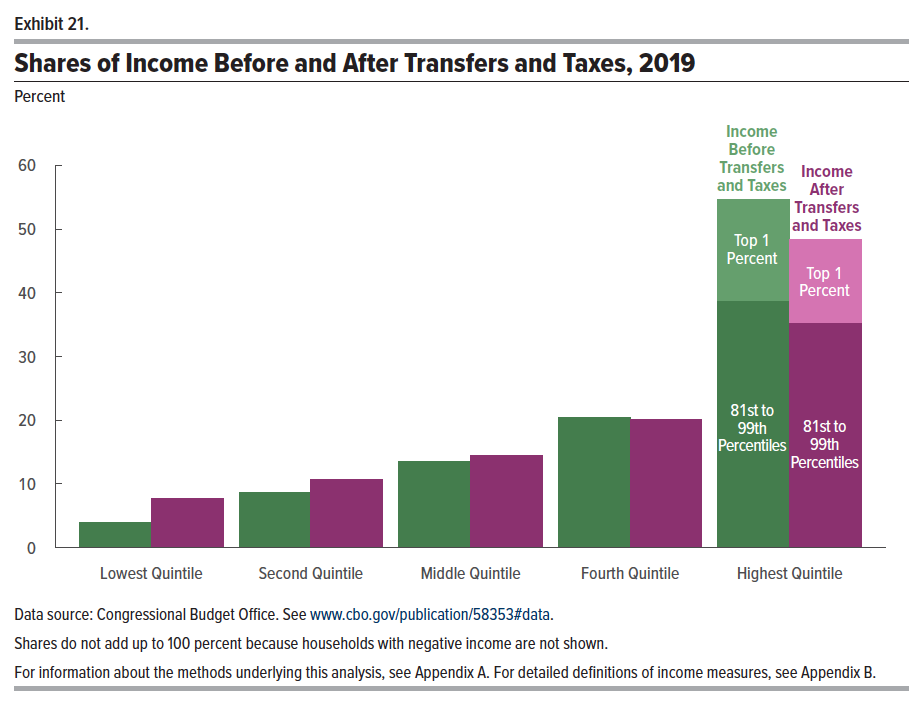 Exhibit 21.
Shares of Income Before and After Transfers and Taxes, 2019
Percent
Income
Before
Transfers
and Taxes
Income
After
Transfers
and Taxes
60
50
40
30
20
10
0
Top 1
Percent
Top 1
Percent
81st to
99th
Percentiles
81st to
99th
Percentiles
Lowest Quintile
Second Quintile
Middle Quintile
Fourth Quintile
Highest Quintile
Data source: Congressional Budget Office. See www.cbo.gov/publication/58353#data.
Shares do not add up to 100 percent because households with negative income are not shown.
For information about the methods underlying this analysis, see Appendix A. For detailed definitions of income measures, see Appendix B.